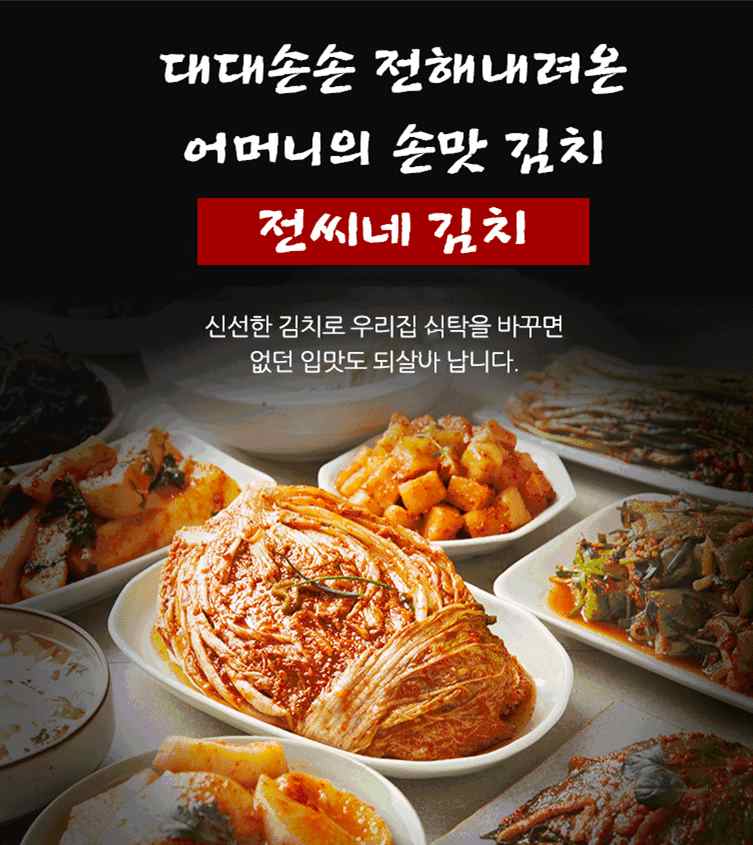 대대손손 전해내려온
어머니의 손맛 김치
전씨네 김치
신선한 김치로 우리집 식탁을 바꾸면
없던 입맛도 되살아 납니다.